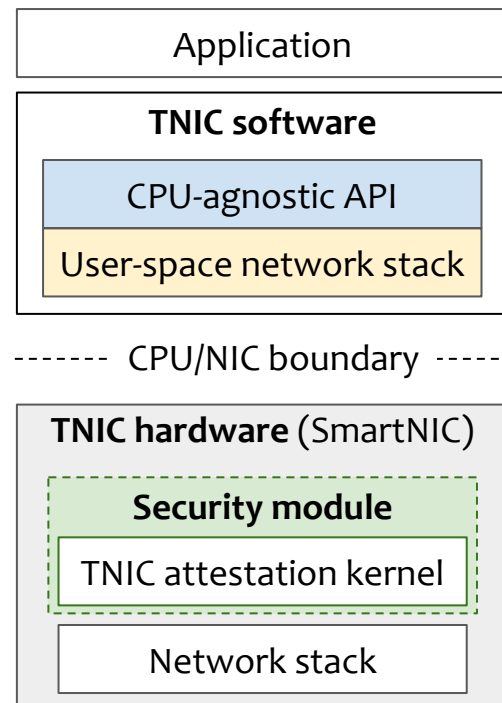 Application
TNIC software
CPU-agnostic API
User-space network stack
CPU/NIC boundary
TNIC hardware (SmartNIC)
Security module
TNIC attestation kernel
Network stack